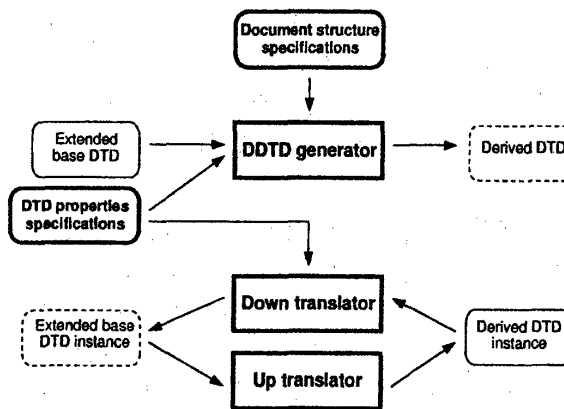 Document structure
specifications
Extended
base DTD
DDTD generator
Derived DTD
DTD properties
specifications
Down translator
Extended base
DTD instance
Derived DTD
instance
Up translator